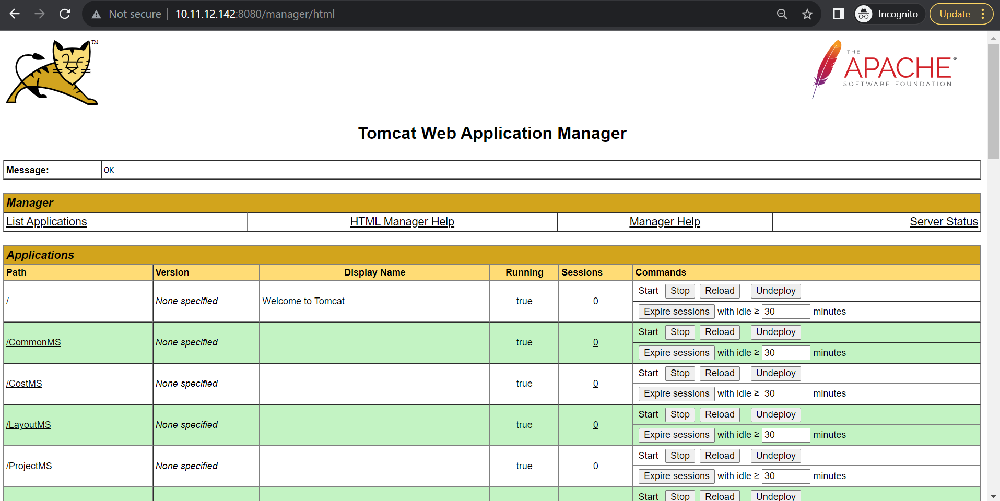 Not secure 10.11.12.142:8080/manager/html Incognito Update
TM
THE
APACHE®
SOFTWARE FOUNDATION
Tomcat Web Application Manager
Message: OK
Manager
List Applications HTML Manager Help Manager Help Server Status
Applications
Path Version Display Name Running Sessions Commands
Start Stop Reload Undeploy
/ None specified Welcome to Tomcat true 0
Expire sessions with idle ≥ 30 minutes
Start Stop Reload Undeploy
/CommonMS None specified true 0
Expire sessions with idle ≥ 30 minutes
Start Stop Reload Undeploy
/CostMS None specified true 0
Expire sessions with idle ≥ 30 minutes
Start Stop Reload Undeploy
/LayoutMS None specified true 0
Expire sessions with idle ≥ 30 minutes
Start Stop Reload Undeploy
/ProjectMS None specified true 0
Expire sessions with idle ≥ 30 minutes
Start Stop Reload Undeploy